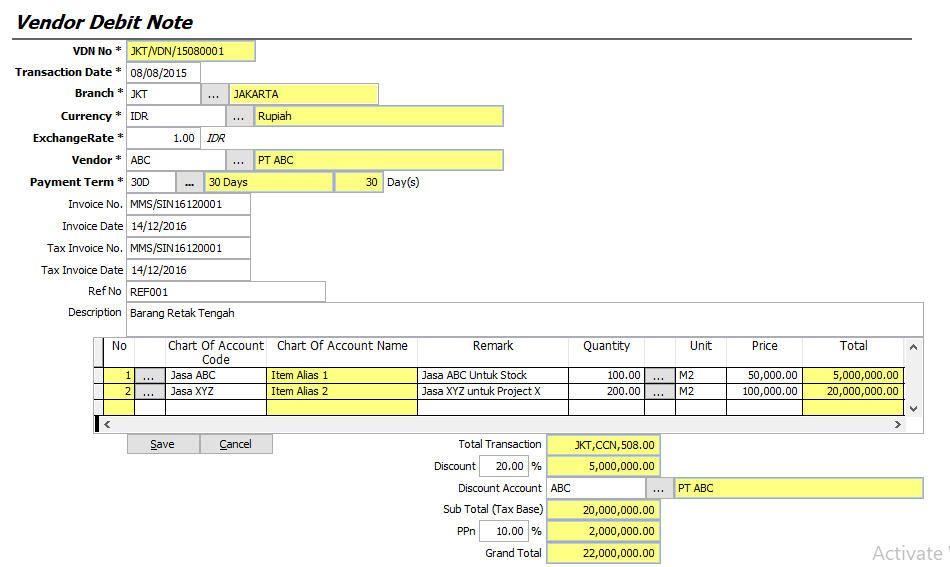 Vendor Debit Note
VDN No * JKT/VDN/15080001
Transaction Date * 08/08/2015
Branch * JKT ... JAKARTA
Currency * IDR ... Rupiah
ExchangeRate * 1.00 IDR
Vendor * ABC ... PT ABC
Payment Term * 30D ... 30 Days 30 Day(s)
Invoice No. MMS/SIN16120001
Invoice Date 14/12/2016
Tax Invoice No. MMS/SIN16120001
Tax Invoice Date 14/12/2016
Ref No REF001
Description Barang Retak Tengah
No Chart Of Account Code Chart Of Account Name Remark Quantity Unit Price Total
1 ... Jasa ABC Item Alias 1 Jasa ABC Untuk Stock 100.00 ... M2 50,000.00 5,000,000.00
2 ... Jasa XYZ Item Alias 2 Jasa XYZ untuk Project X 200.00 ... M2 100,000.00 20,000,000.00
Save Cancel Total Transaction JKT,CCN,508.00
Discount 20.00 % 5,000,000.00
Discount Account ABC ... PT ABC
Sub Total (Tax Base) 20,000,000.00
PPn 10.00 % 2,000,000.00
Grand Total 22,000,000.00
Activate